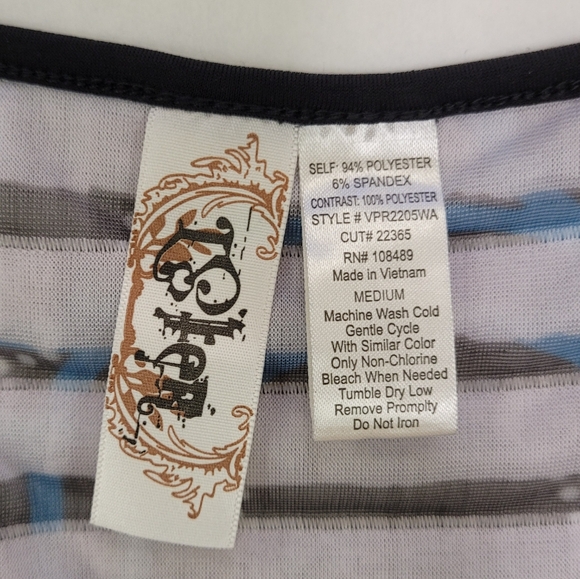 SELF: 94% POLYESTER
6% SPANDEX
CONTRAST: 100% POLYESTER
STYLE # VPR2205WA
CUT# 22365
RN# 108489
Made in Vietnam
MEDIUM
Machine Wash Cold
Gentle Cycle
With Similar Color
Only Non-Chlorine
Bleach When Needed
Tumble Dry Low
Remove Prompity
Do Not Iron